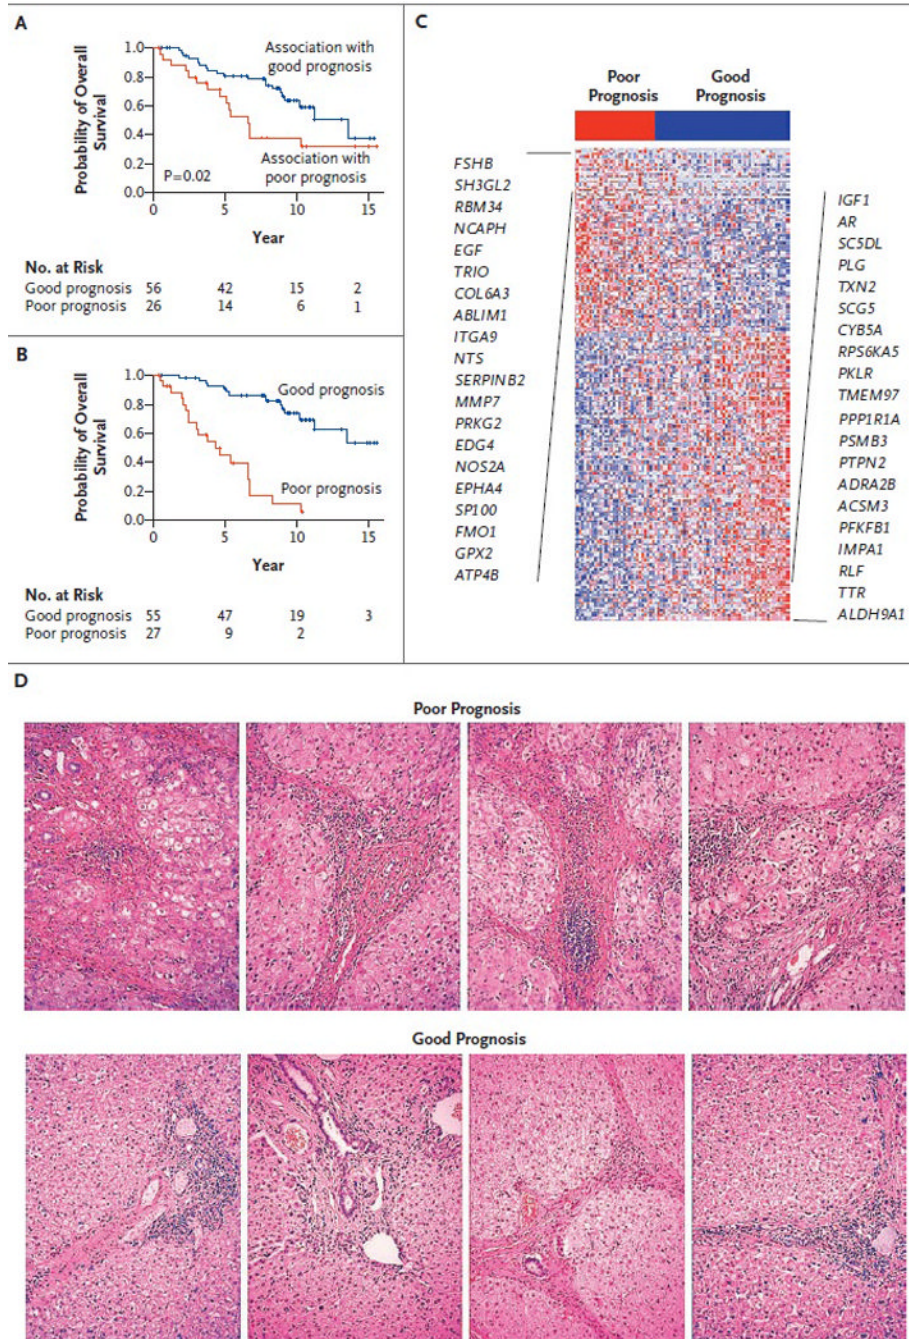 A
Probability of Overall
Survival
1.0
0.8
0.6
0.4
0.2
0.0
Association with
good prognosis
Association with
poor prognosis
P=0.02
0 5 10 15
Year
No. at Risk
Good prognosis 56 42 15 2
Poor prognosis 26 14 6 1
B
Probability of Overall
Survival
1.0
0.8
0.6
0.4
0.2
0.0
Good prognosis
Poor prognosis
0 5 10 15
Year
No. at Risk
Good prognosis 55 47 19 3
Poor prognosis 27 9 2
C
Poor
Prognosis
Good
Prognosis
FSHB
SH3GL2
RBM34
NCAPH
EGF
TRIO
COL6A3
ABLIM1
ITGA9
NTS
SERPINB2
MMP7
PRKG2
EDG4
NOS2A
EPHA4
SP100
FMO1
GPX2
ATP4B
IGF1
AR
SC5DL
PLG
TXN2
SCG5
CYB5A
RPS6KA5
PKLR
TMEM97
PPP1R1A
PSMB3
PTPN2
ADRA2B
ACSM3
PFKFB1
IMPA1
RLF
TTR
ALDH9A1
D
Poor Prognosis
Good Prognosis